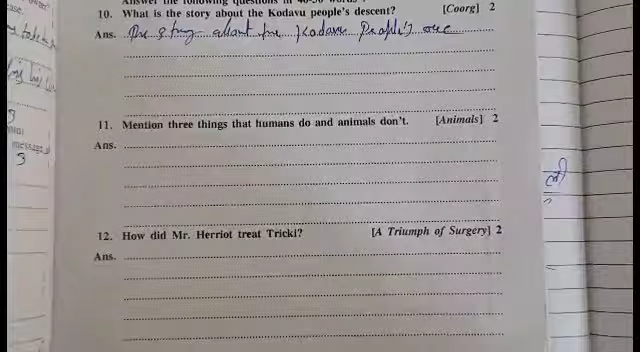 Answer the following questions in 40-50 words :
10. What is the story about the Kodavu people's descent? [Coorg] 2
Ans. The story about the Kodavu People's
11. Mention three things that humans do and animals don't. [Animals] 2
Ans.
12. How did Mr. Herriot treat Tricki? [A Triumph of Surgery] 2
Ans.
message